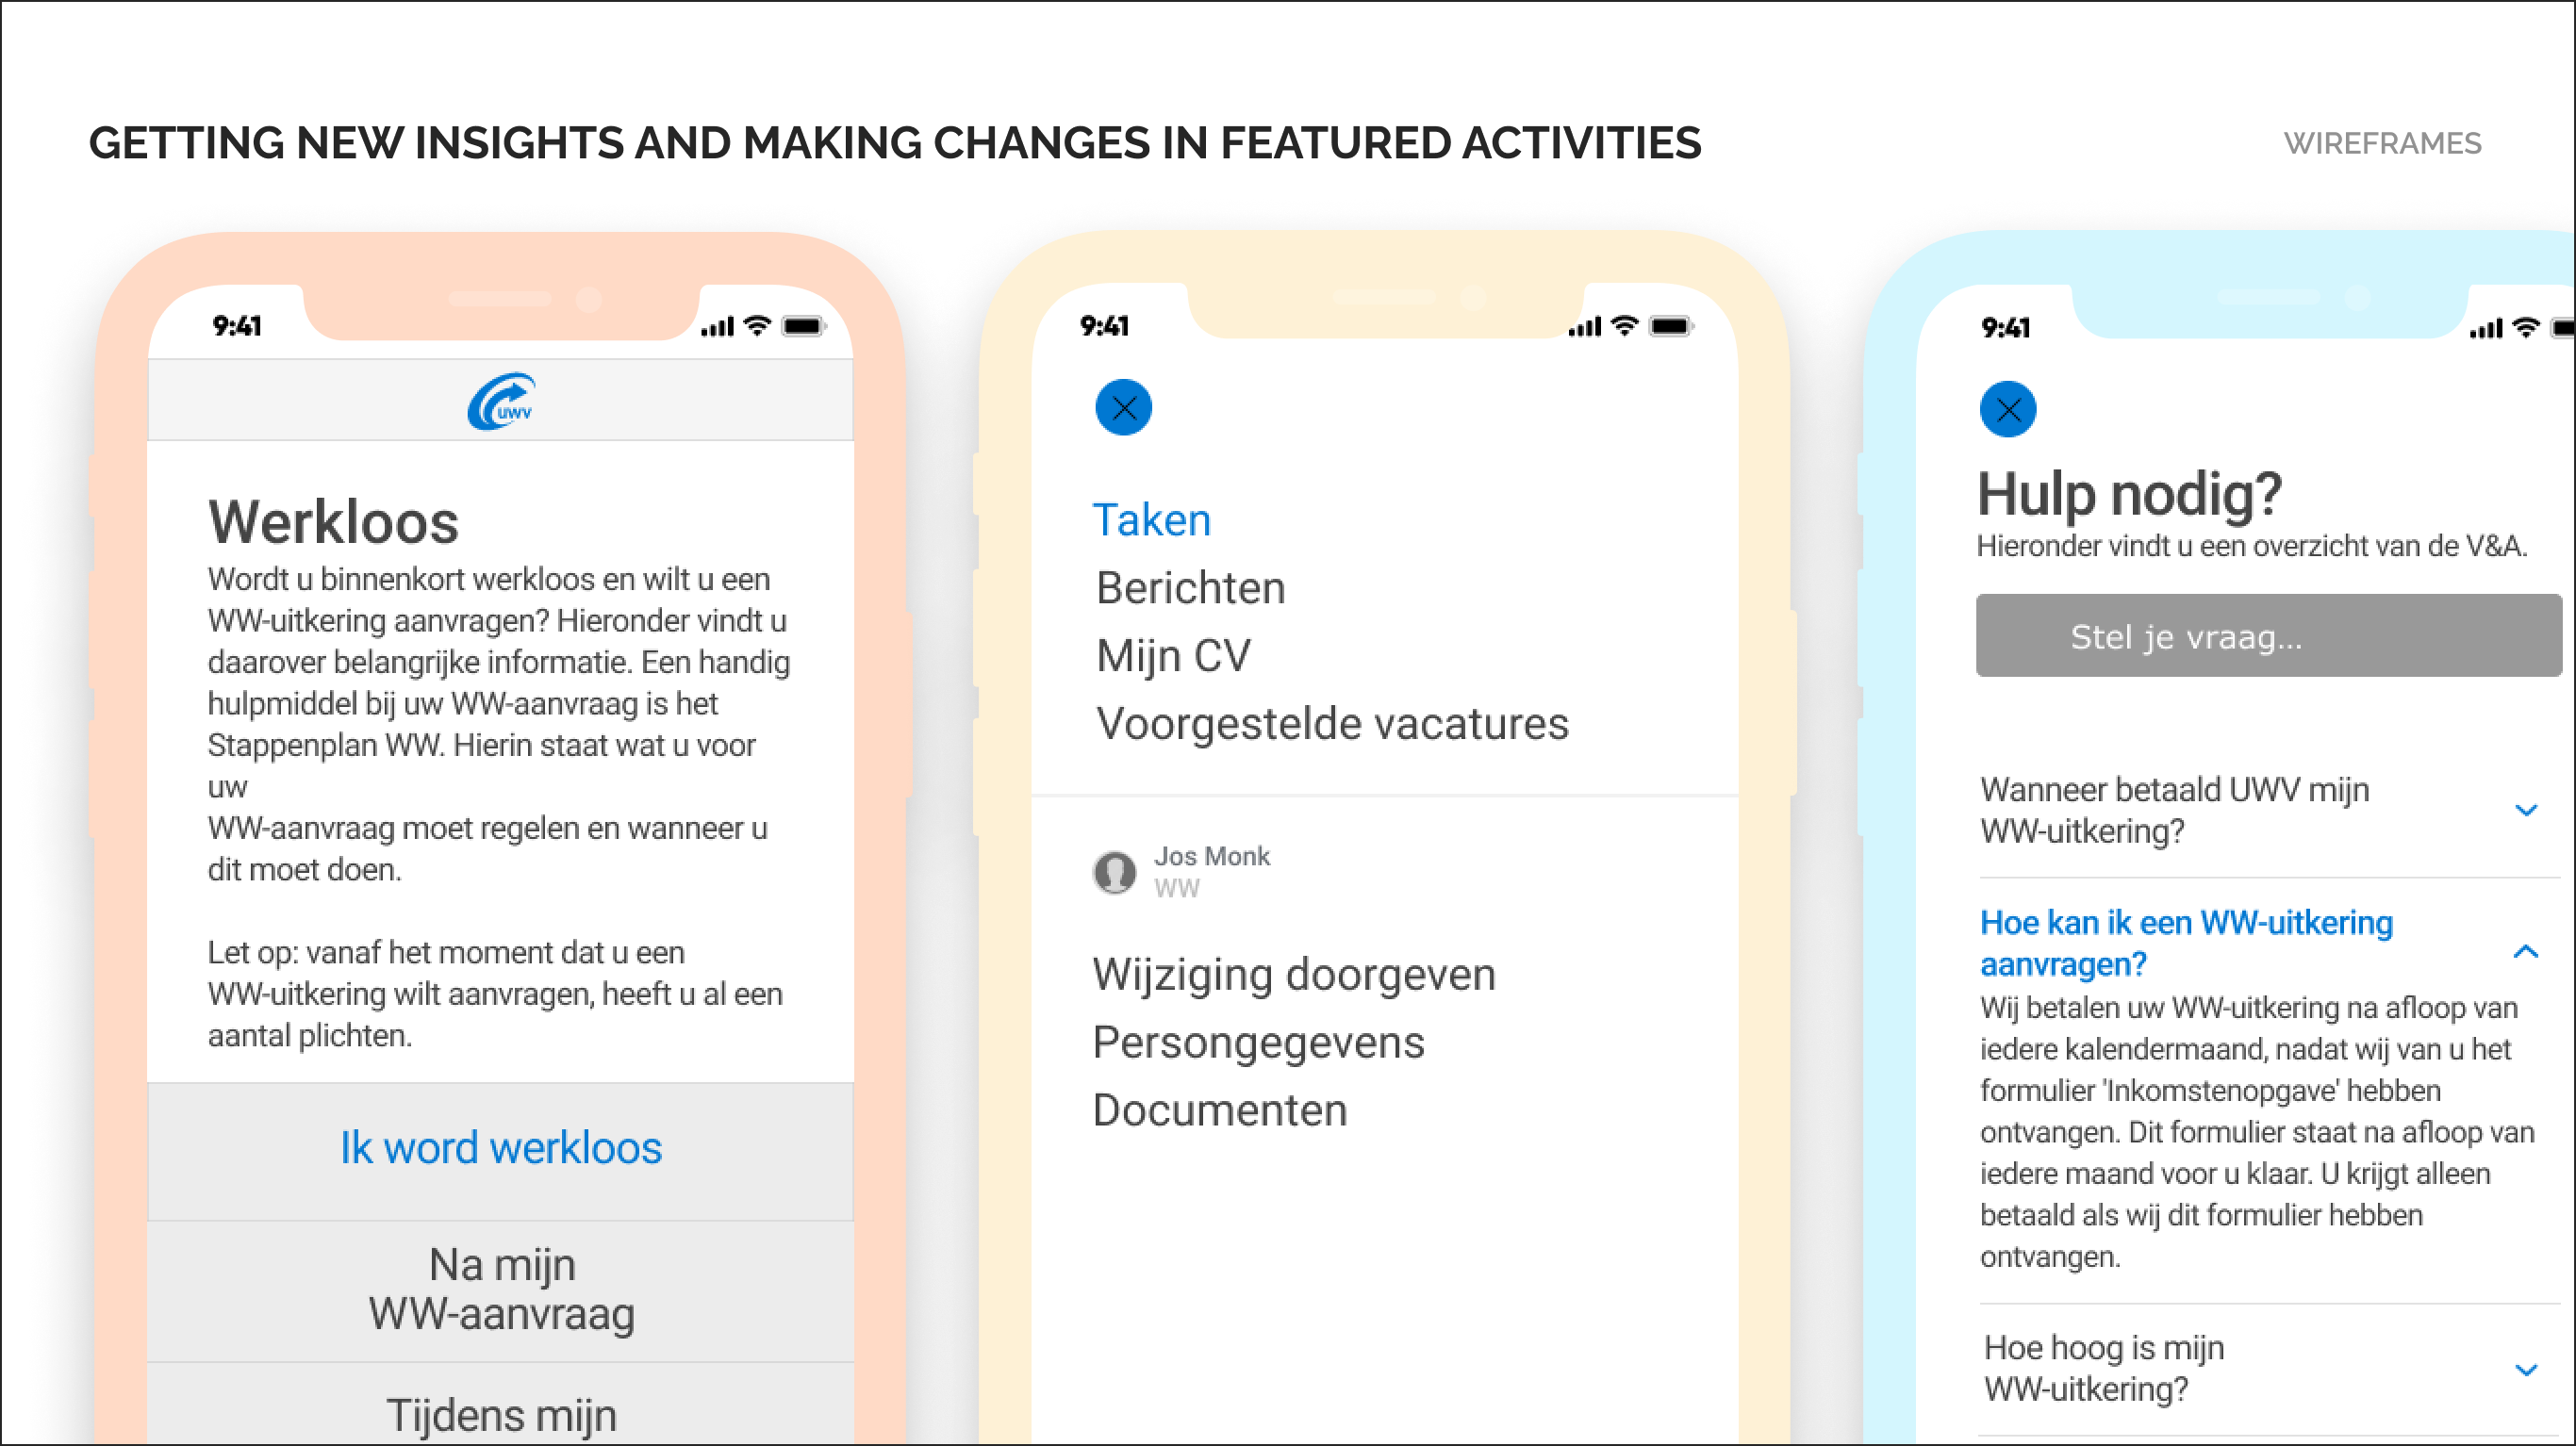 GETTING NEW INSIGHTS AND MAKING CHANGES IN FEATURED ACTIVITIES
WIREFRAMES
9:41
UWV
Werkloos
Wordt u binnenkort werkloos en wilt u een
WW-uitkering aanvragen? Hieronder vindt u
daarover belangrijke informatie. Een handig
hulpmiddel bij uw WW-aanvraag is het
Stappenplan WW. Hierin staat wat u voor
uw
WW-aanvraag moet regelen en wanneer u
dit moet doen.
Let op: vanaf het moment dat u een
WW-uitkering wilt aanvragen, heeft u al een
aantal plichten.
Ik word werkloos
Na mijn
WW-aanvraag
Tijdens mijn
9:41
Taken
Berichten
Mijn CV
Voorgestelde vacatures
Jos Monk
WW
Wijziging doorgeven
Persongegevens
Documenten
9:41
Hulp nodig?
Hieronder vindt u een overzicht van de V&A.
Stel je vraag...
Wanneer betaald UWV mijn
WW-uitkering?
Hoe kan ik een WW-uitkering
aanvragen?
Wij betalen uw WW-uitkering na afloop van
iedere kalendermaand, nadat wij van u het
formulier 'Inkomstenopgave' hebben
ontvangen. Dit formulier staat na afloop van
iedere maand voor u klaar. U krijgt alleen
betaald als wij dit formulier hebben
ontvangen.
Hoe hoog is mijn
WW-uitkering?